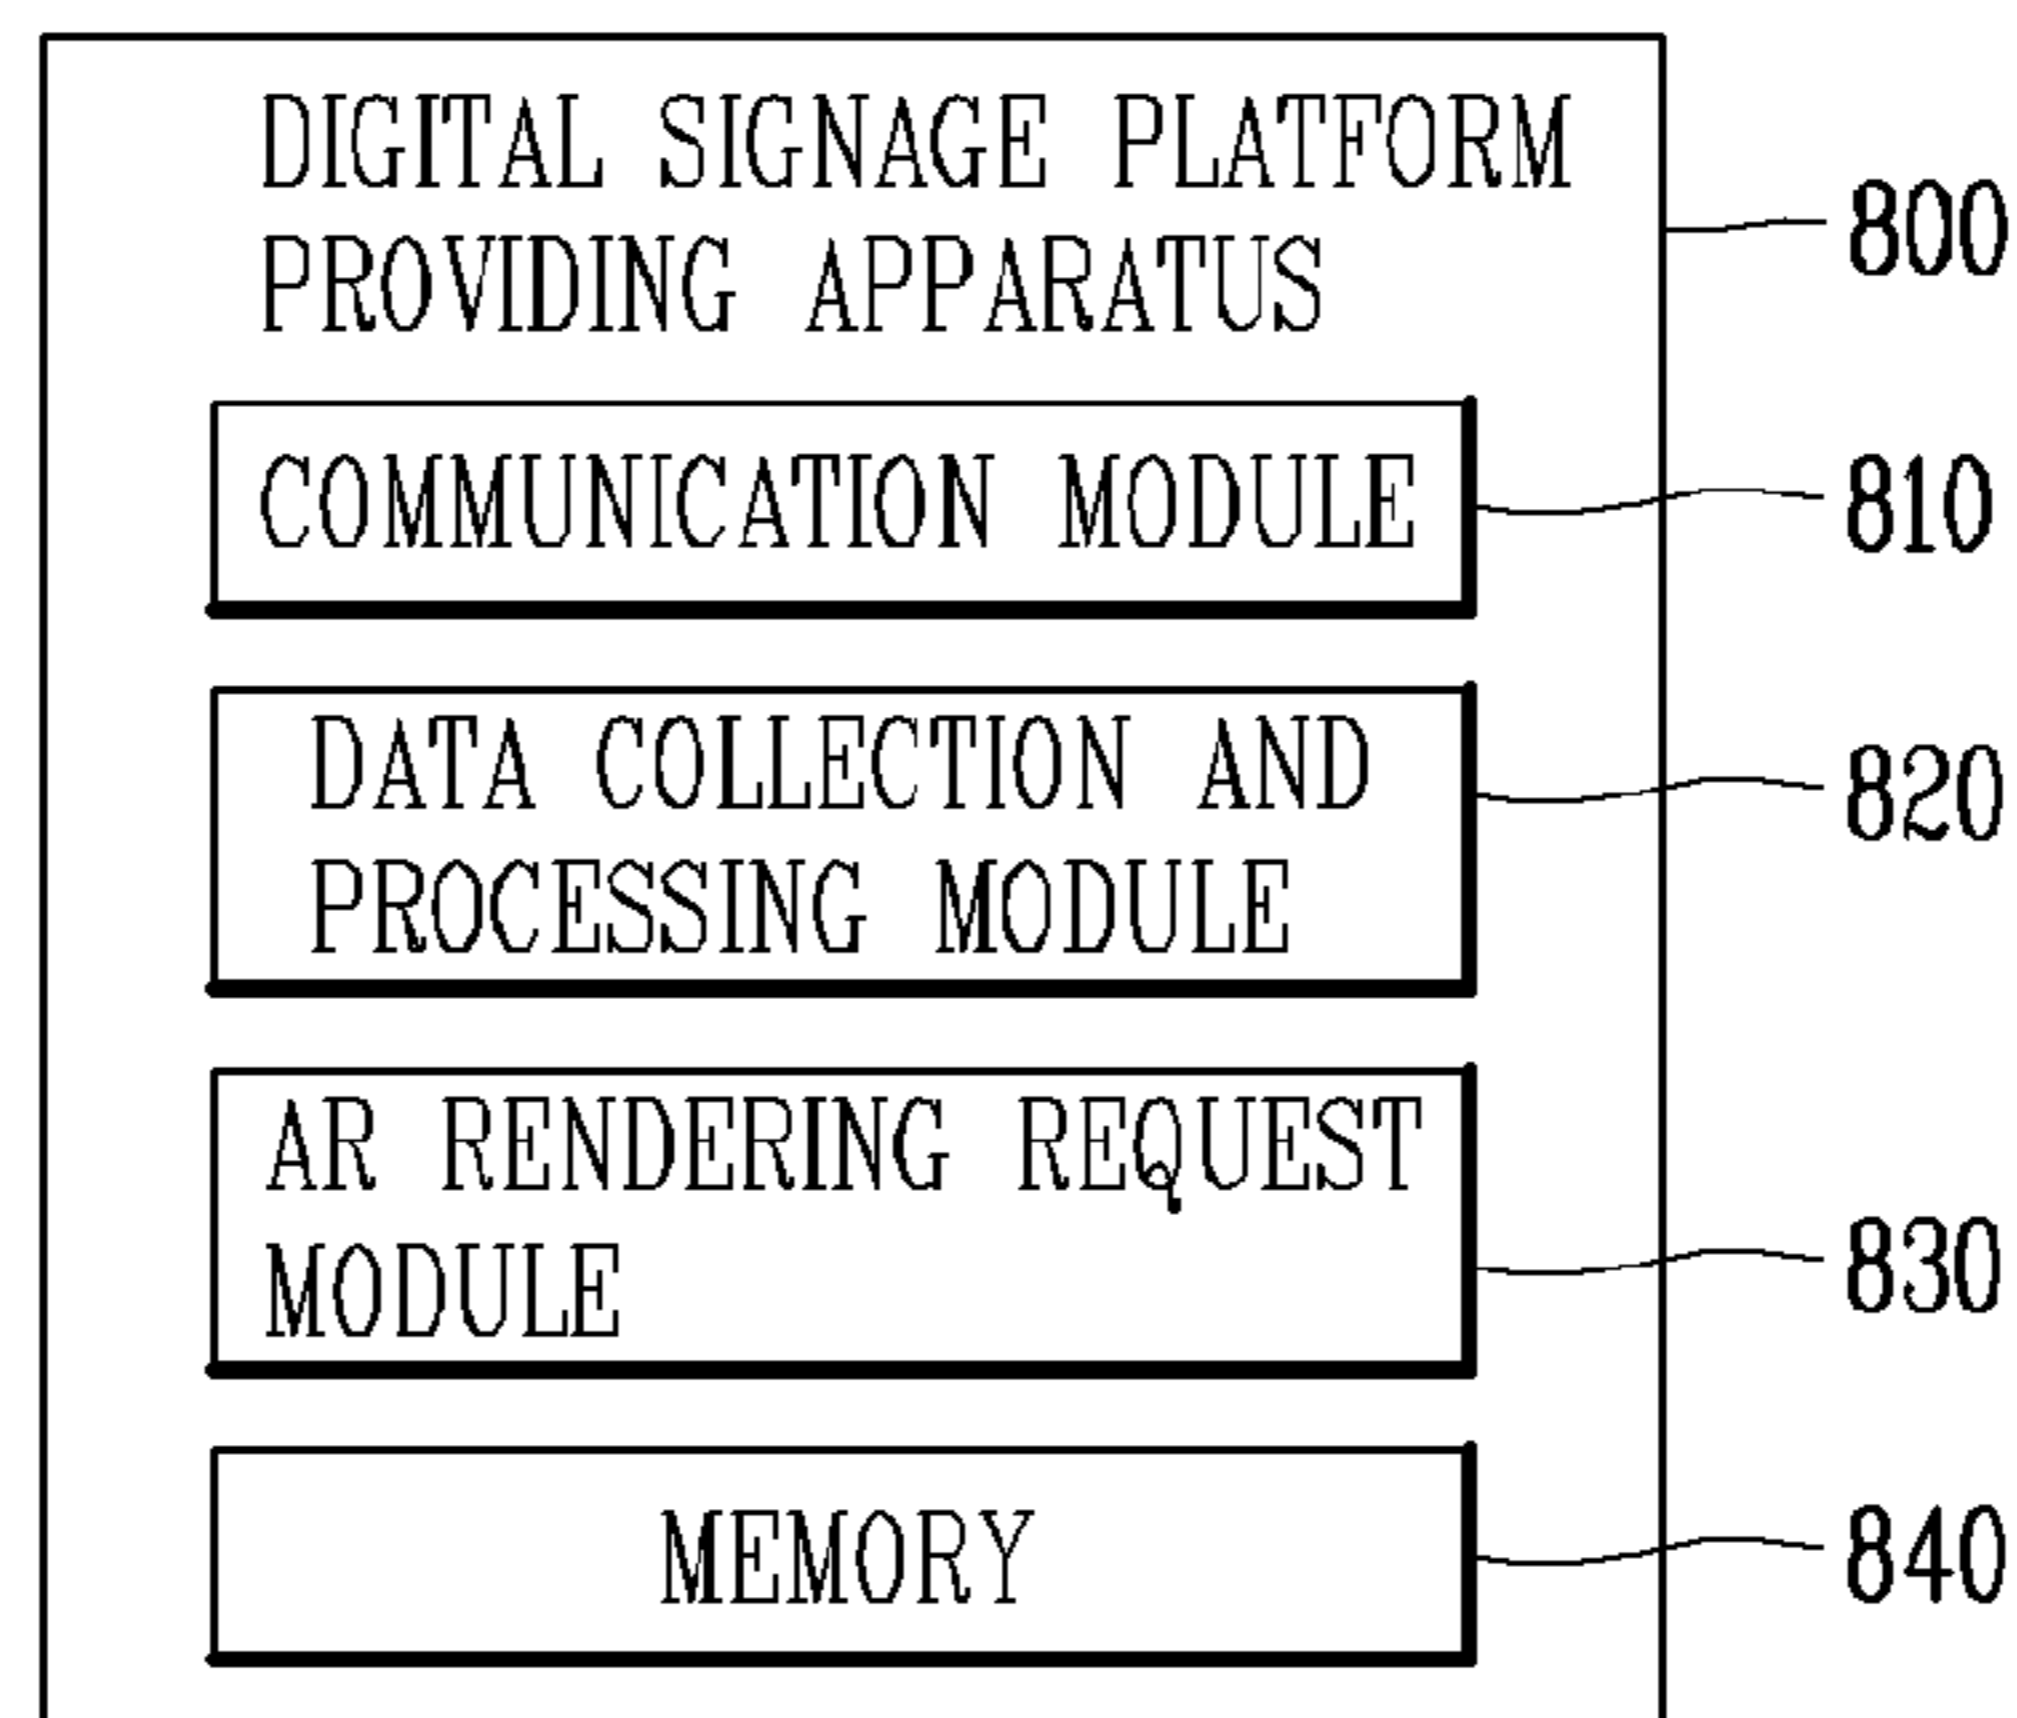 DIGITAL SIGNAGE PLATFORM
PROVIDING APPARATUS
800
COMMUNICATION MODULE
810
DATA COLLECTION AND
PROCESSING MODULE
820
AR RENDERING REQUEST
MODULE
830
MEMORY
840